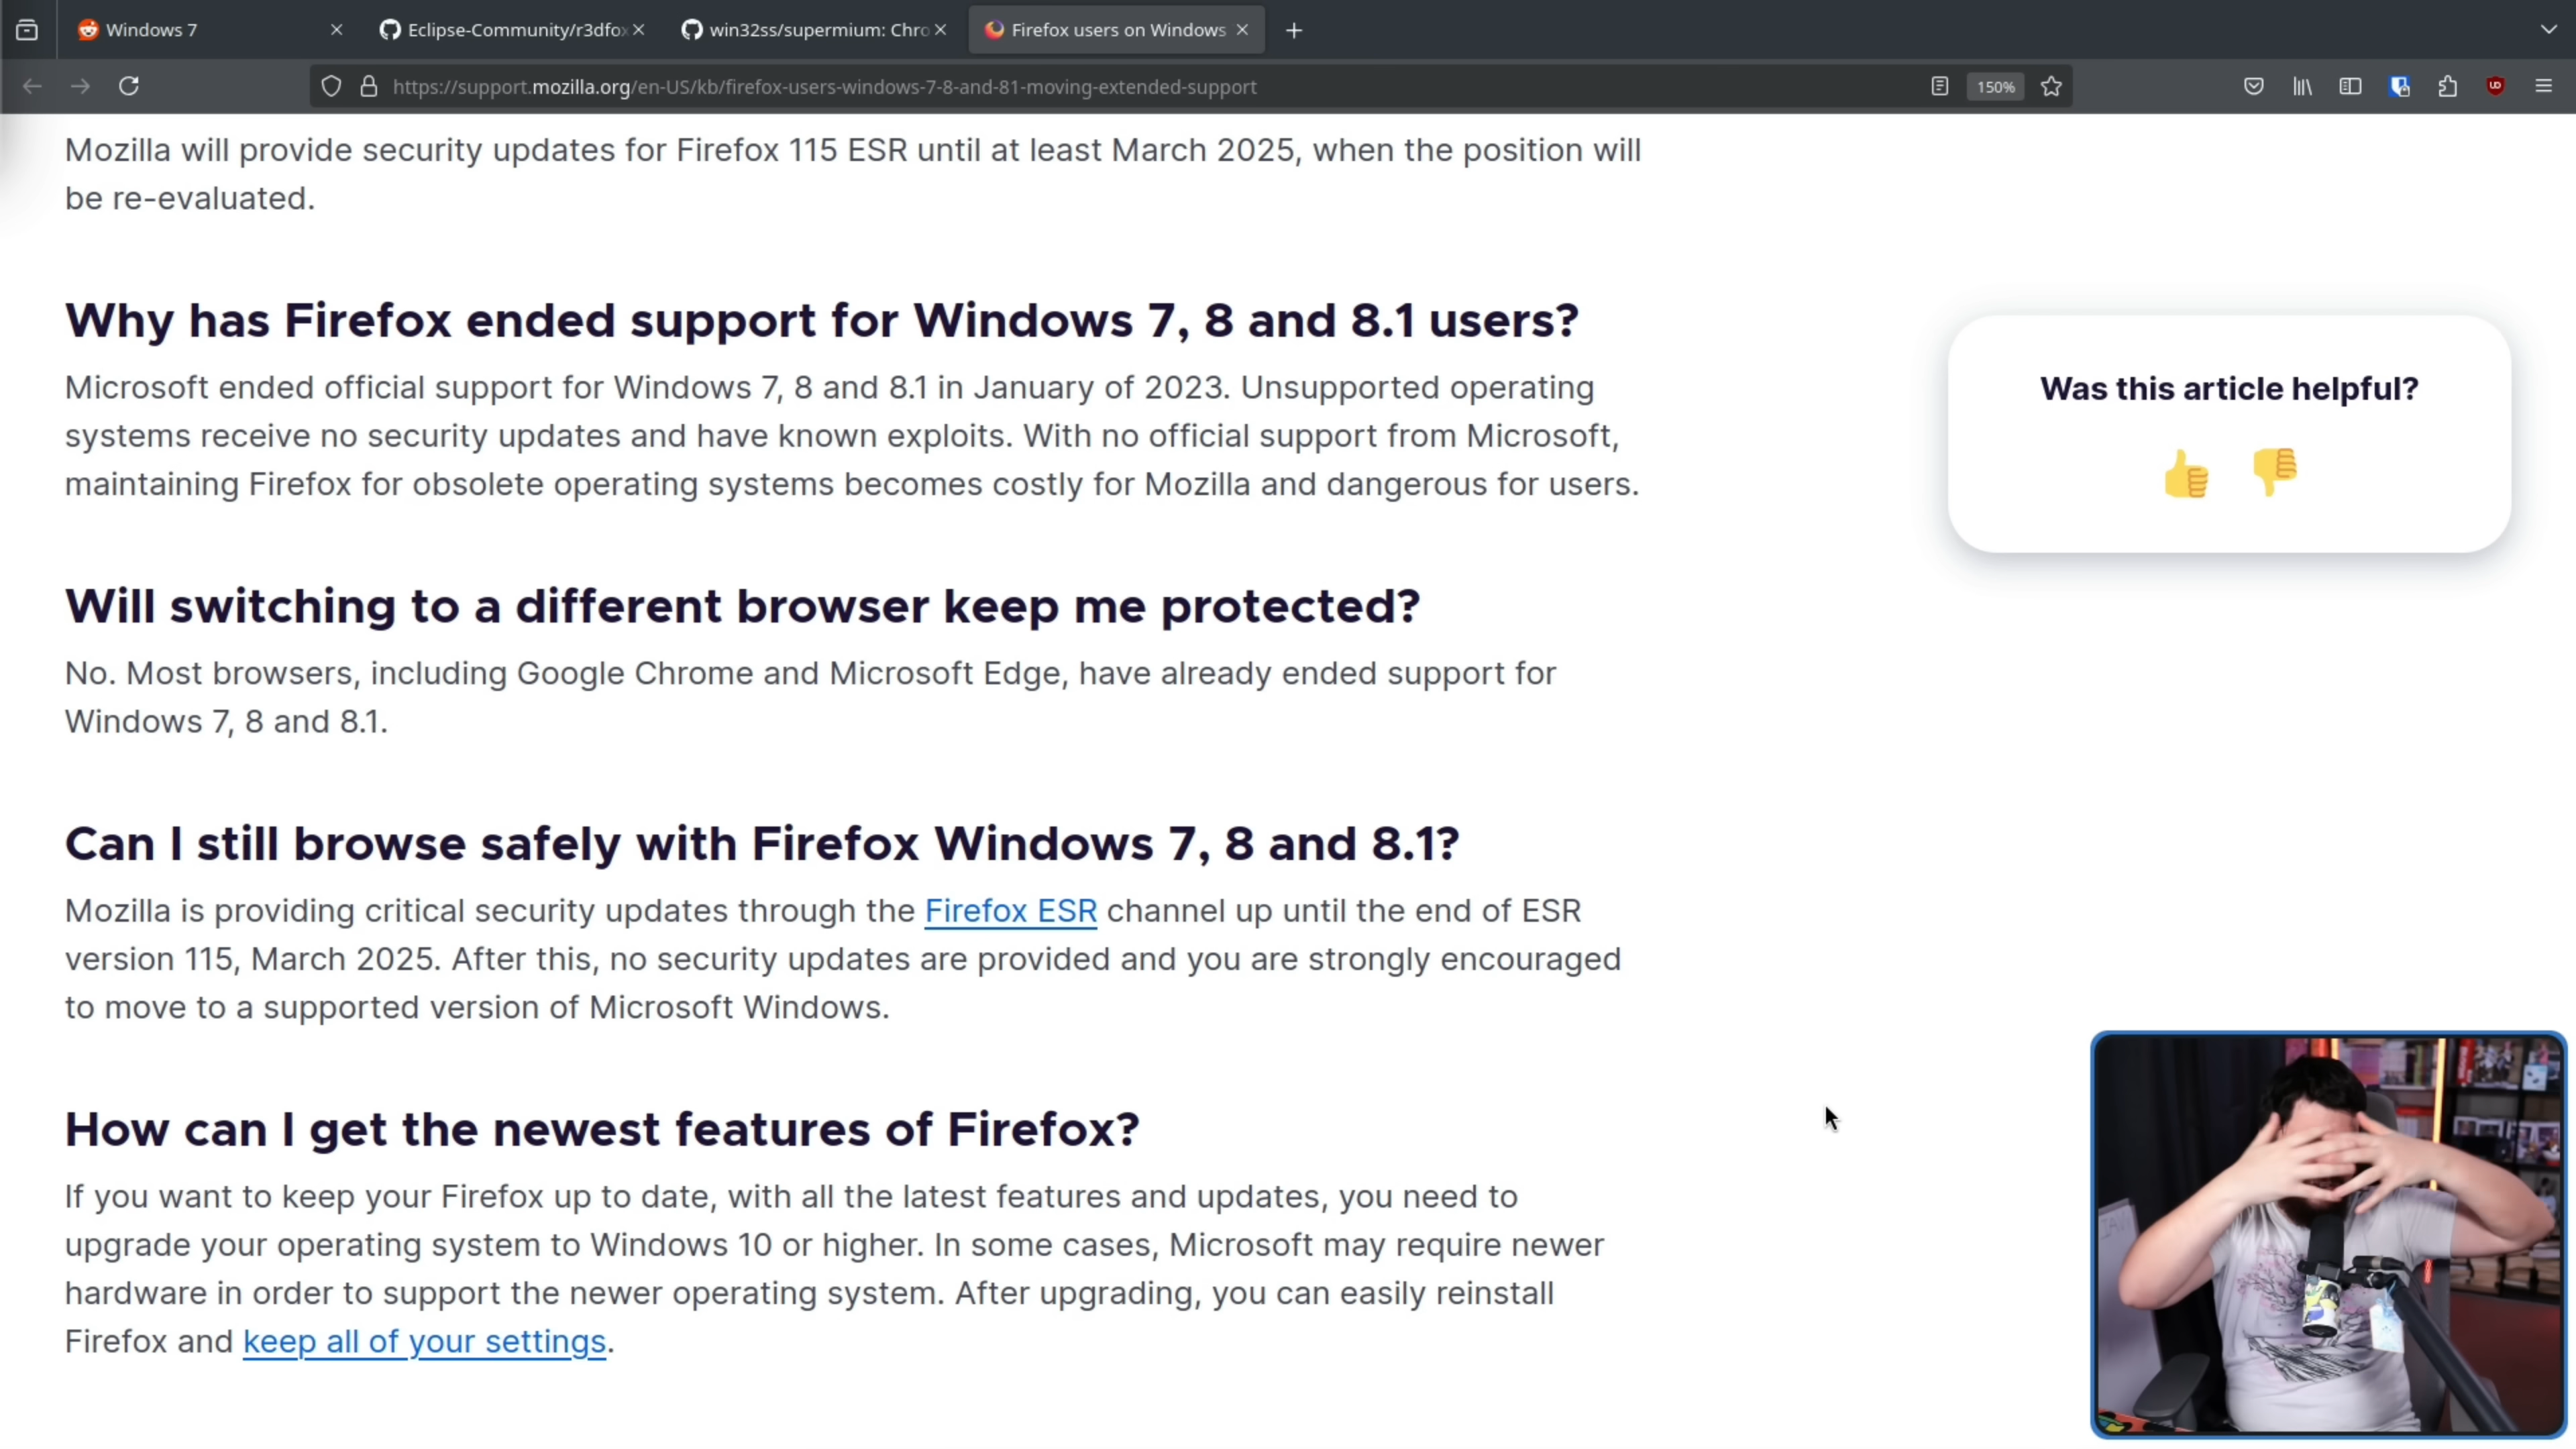 Windows 7
Eclipse-Community/r3dfox
win32ss/supermium: Chro
Firefox users on Windows
https://support.mozilla.org/en-US/kb/firefox-users-windows-7-8-and-81-moving-extended-support
150%
Mozilla will provide security updates for Firefox 115 ESR until at least March 2025, when the position will
be re-evaluated.
Why has Firefox ended support for Windows 7, 8 and 8.1 users?
Microsoft ended official support for Windows 7, 8 and 8.1 in January of 2023. Unsupported operating
systems receive no security updates and have known exploits. With no official support from Microsoft,
maintaining Firefox for obsolete operating systems becomes costly for Mozilla and dangerous for users.
Was this article helpful?
Will switching to a different browser keep me protected?
No. Most browsers, including Google Chrome and Microsoft Edge, have already ended support for
Windows 7, 8 and 8.1.
Can I still browse safely with Firefox Windows 7, 8 and 8.1?
Mozilla is providing critical security updates through the Firefox ESR channel up until the end of ESR
version 115, March 2025. After this, no security updates are provided and you are strongly encouraged
to move to a supported version of Microsoft Windows.
How can I get the newest features of Firefox?
If you want to keep your Firefox up to date, with all the latest features and updates, you need to
upgrade your operating system to Windows 10 or higher. In some cases, Microsoft may require newer
hardware in order to support the newer operating system. After upgrading, you can easily reinstall
Firefox and keep all of your settings.